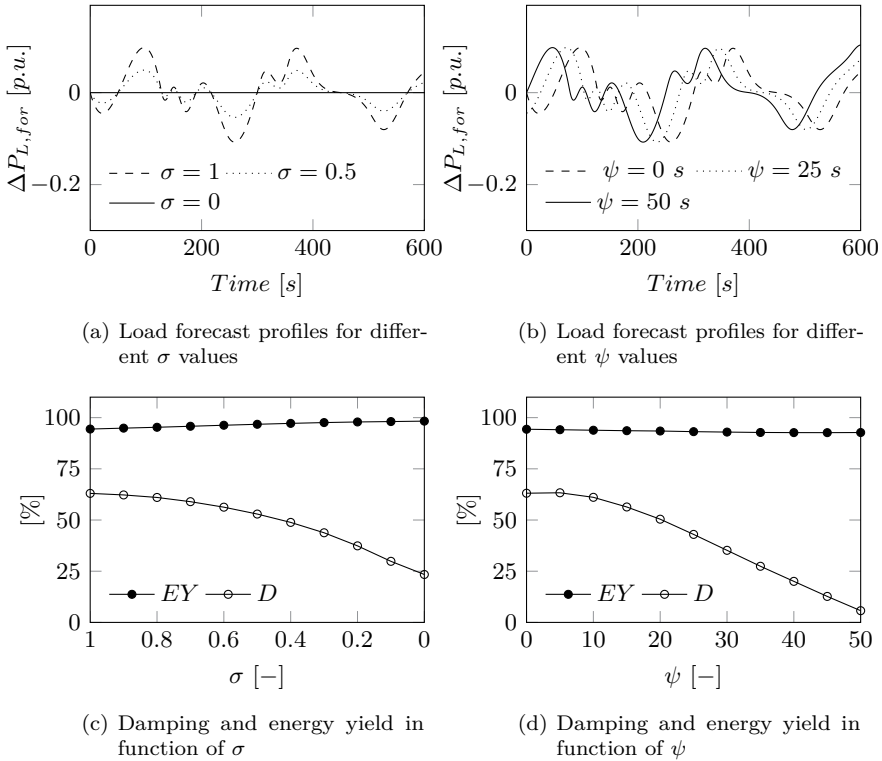 0
−0.2
ΔP_{L,for} [p.u.]
σ = 1 σ = 0.5
σ = 0
0 200 400 600
Time [s]
(a) Load forecast profiles for differ-
ent σ values
0
−0.2
ΔP_{L,for} [p.u.]
ψ = 0 s ψ = 25 s
ψ = 50 s
0 200 400 600
Time [s]
(b) Load forecast profiles for differ-
ent ψ values
100
75
50
25
0
[%]
EY D
1 0.8 0.6 0.4 0.2 0
σ [−]
(c) Damping and energy yield in
function of σ
100
75
50
25
0
[%]
EY D
0 10 20 30 40 50
ψ [−]
(d) Damping and energy yield in
function of ψ